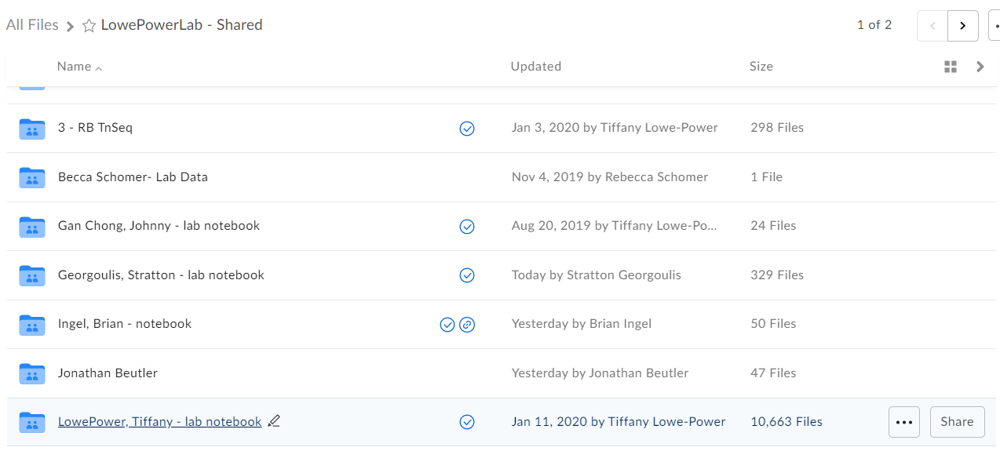 All Files > LowePowerLab - Shared 1 of 2
Name Updated Size
3 - RB TnSeq Jan 3, 2020 by Tiffany Lowe-Power 298 Files
Becca Schomer- Lab Data Nov 4, 2019 by Rebecca Schomer 1 File
Gan Chong, Johnny - lab notebook Aug 20, 2019 by Tiffany Lowe-Po... 24 Files
Georgoulis, Stratton - lab notebook Today by Stratton Georgoulis 329 Files
Ingel, Brian - notebook Yesterday by Brian Ingel 50 Files
Jonathan Beutler Yesterday by Jonathan Beutler 47 Files
LowePower, Tiffany - lab notebook Jan 11, 2020 by Tiffany Lowe-Power 10,663 Files ... Share